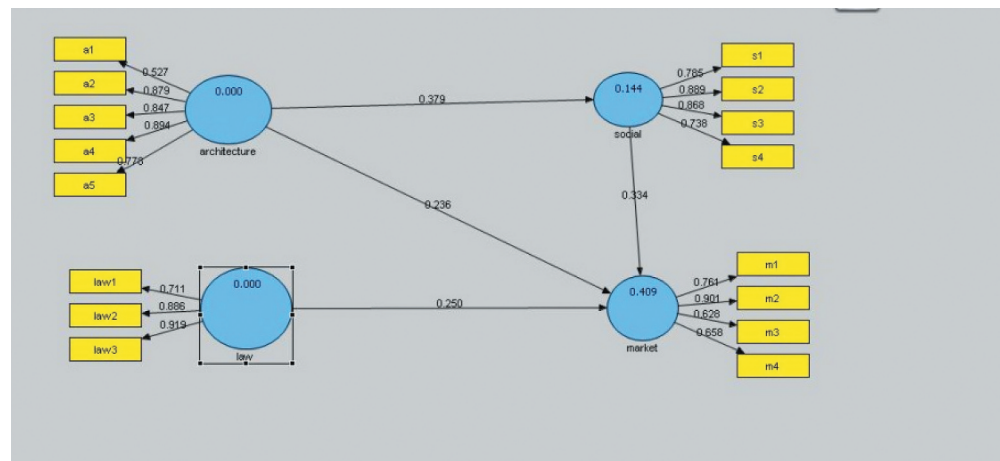 a1
a2
a3
a4
a5
0.527
0.879
0.847
0.894
0.773
0.000
architecture
0.379
0.144
social
0.785
0.889
0.868
0.738
s1
s2
s3
s4
0.236
0.334
law1
law2
law3
0.711
0.886
0.919
0.000
law
0.250
0.409
market
0.761
0.901
0.628
0.658
m1
m2
m3
m4